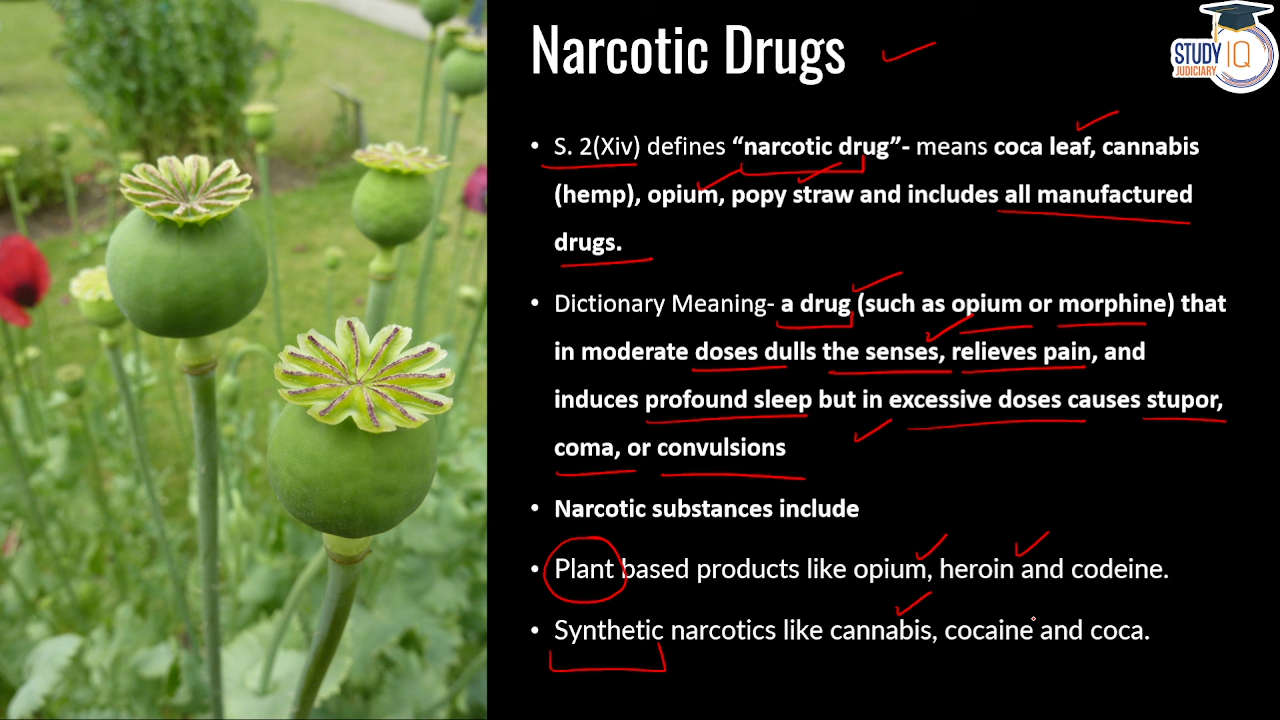 Narcotic Drugs
STUDY IQ
JUDICIARY
• S. 2(Xiv) defines “narcotic drug”- means coca leaf, cannabis
(hemp), opium, popy straw and includes all manufactured
drugs.
• Dictionary Meaning- a drug (such as opium or morphine) that
in moderate doses dulls the senses, relieves pain, and
induces profound sleep but in excessive doses causes stupor,
coma, or convulsions
• Narcotic substances include
• Plant based products like opium, heroin and codeine.
• Synthetic narcotics like cannabis, cocaine and coca.